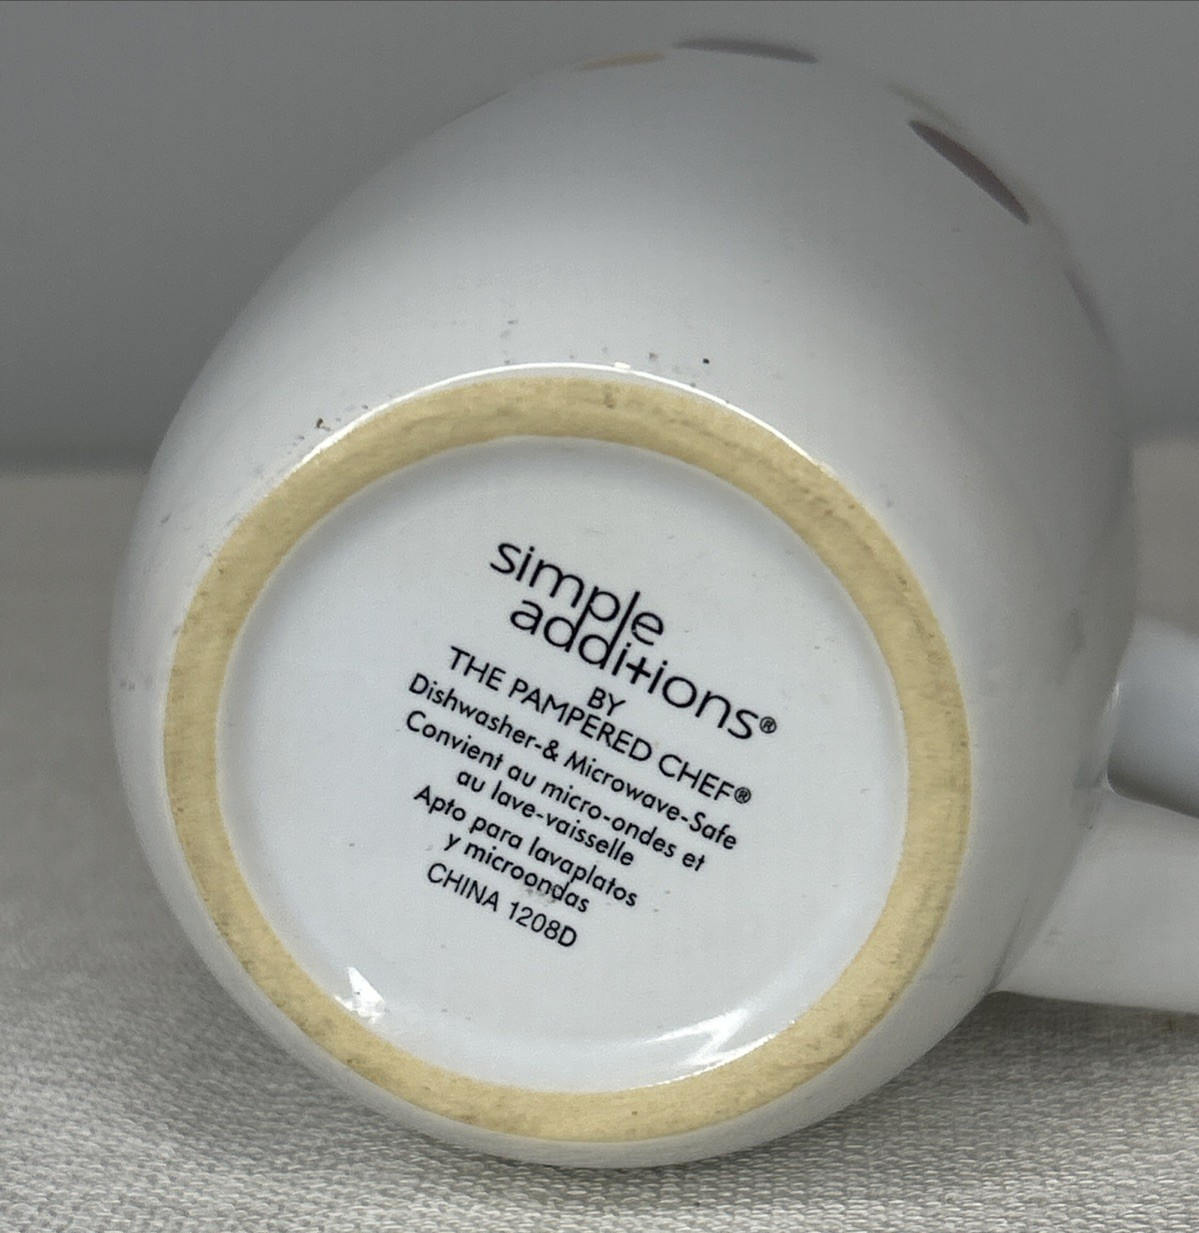 simple
additions®
BY
THE PAMPERED CHEF®
Dishwasher-& Microwave-Safe
Convient au micro-ondes et
au lave-vaisselle
Apto para lavaplatos
y microondas
CHINA 1208D